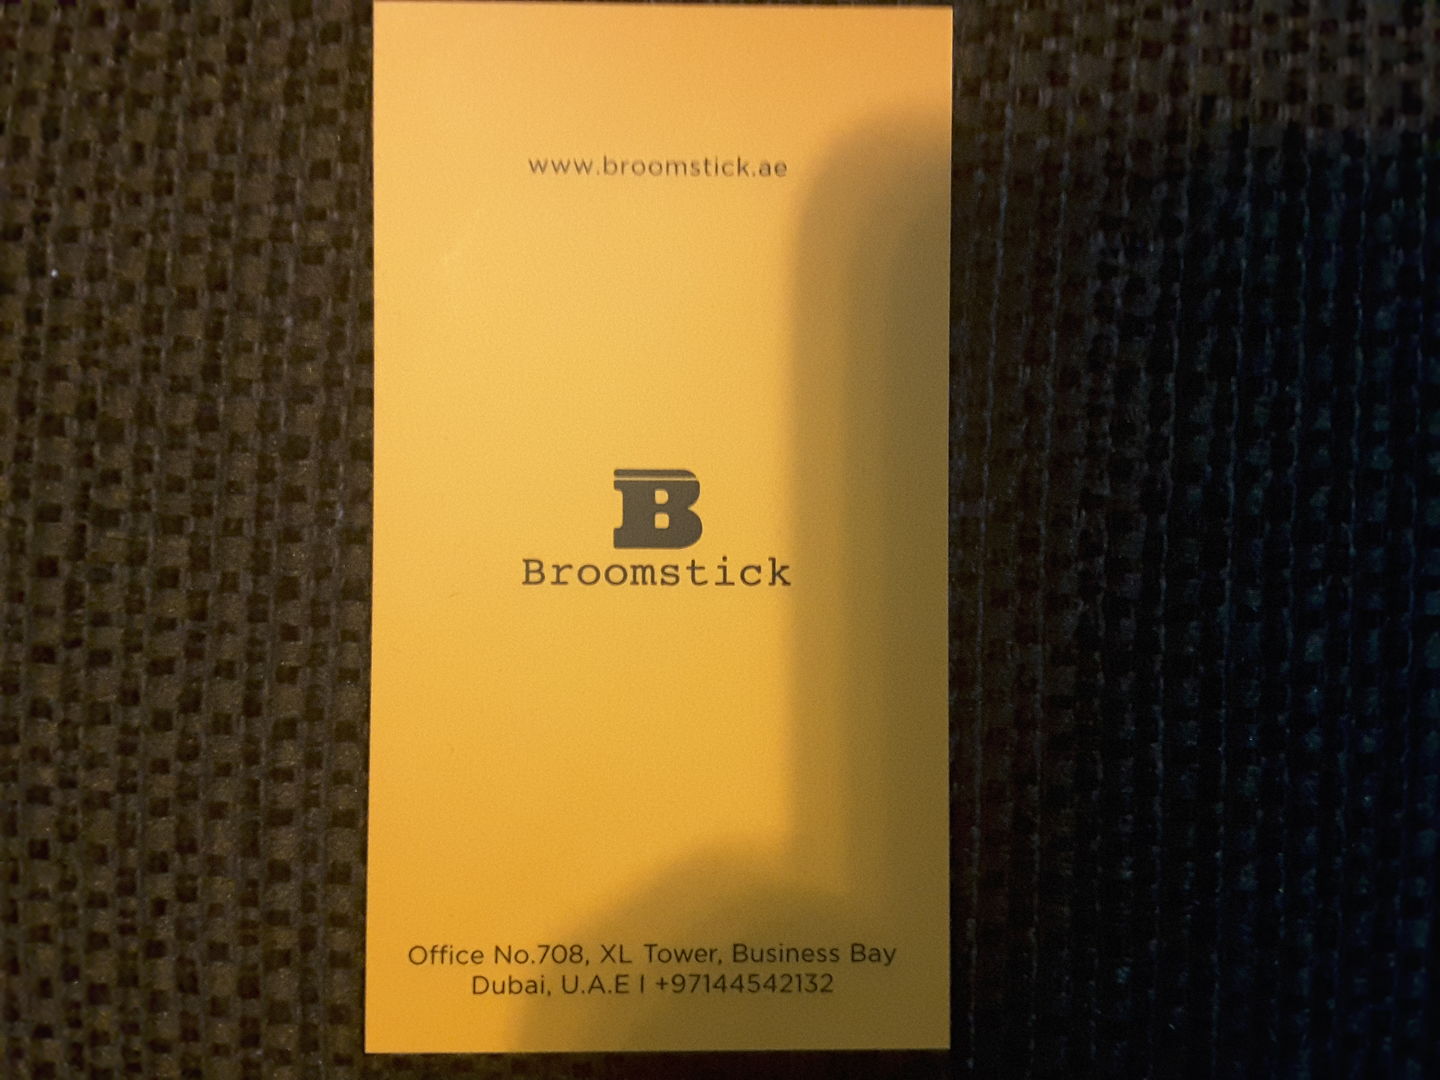 www.broomstick.ae
B
Broomstick
Office No.708, XL Tower, Business Bay
Dubai, U.A.E I +97144542132